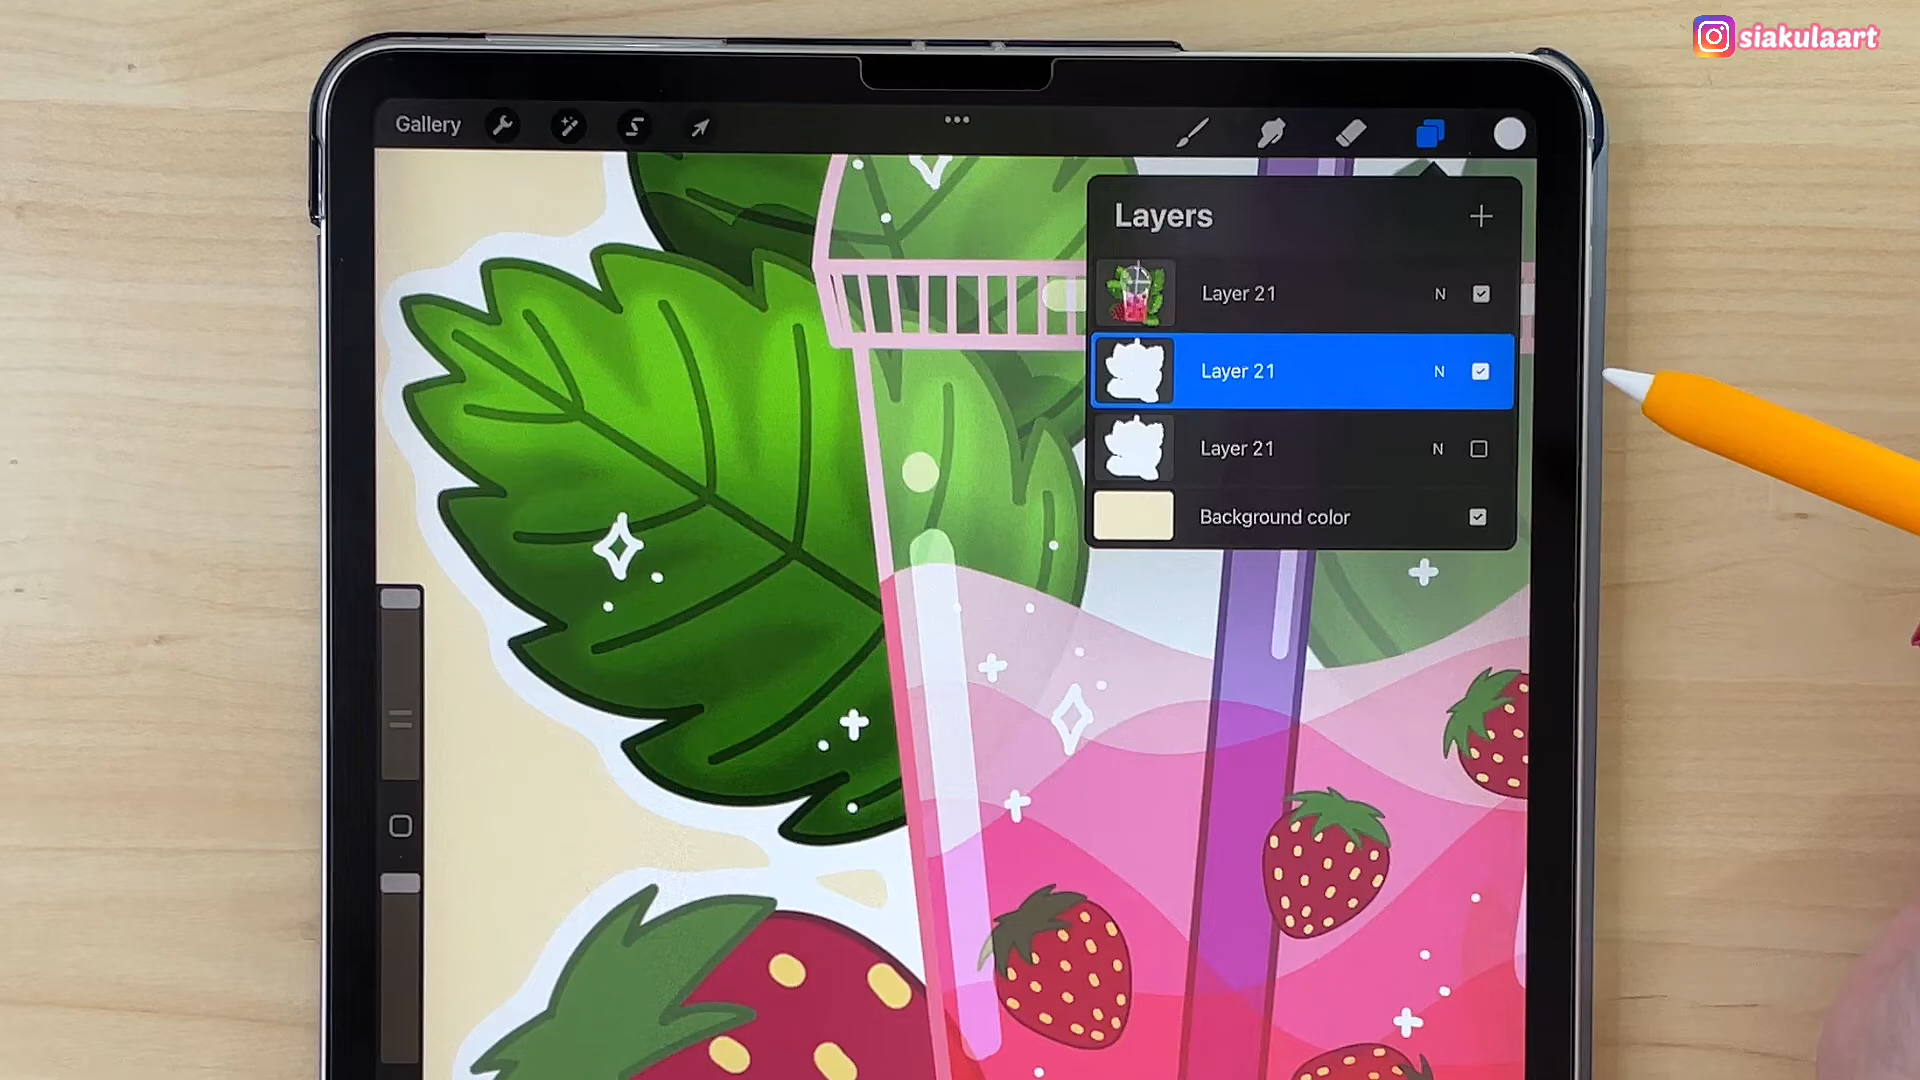 siakulaart
Gallery
Layers
Layer 21 N
Layer 21 N
Layer 21 N
Background color